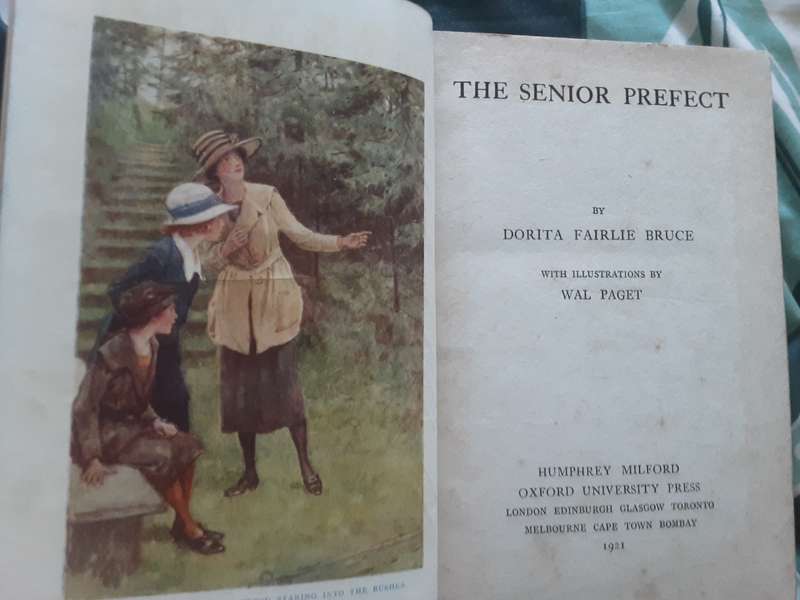 STARING INTO THE RUSHES
THE SENIOR PREFECT
BY
DORITA FAIRLIE BRUCE
WITH ILLUSTRATIONS BY
WAL PAGET
HUMPHREY MILFORD
OXFORD UNIVERSITY PRESS
LONDON EDINBURGH GLASGOW TORONTO
MELBOURNE CAPE TOWN BOMBAY
1921